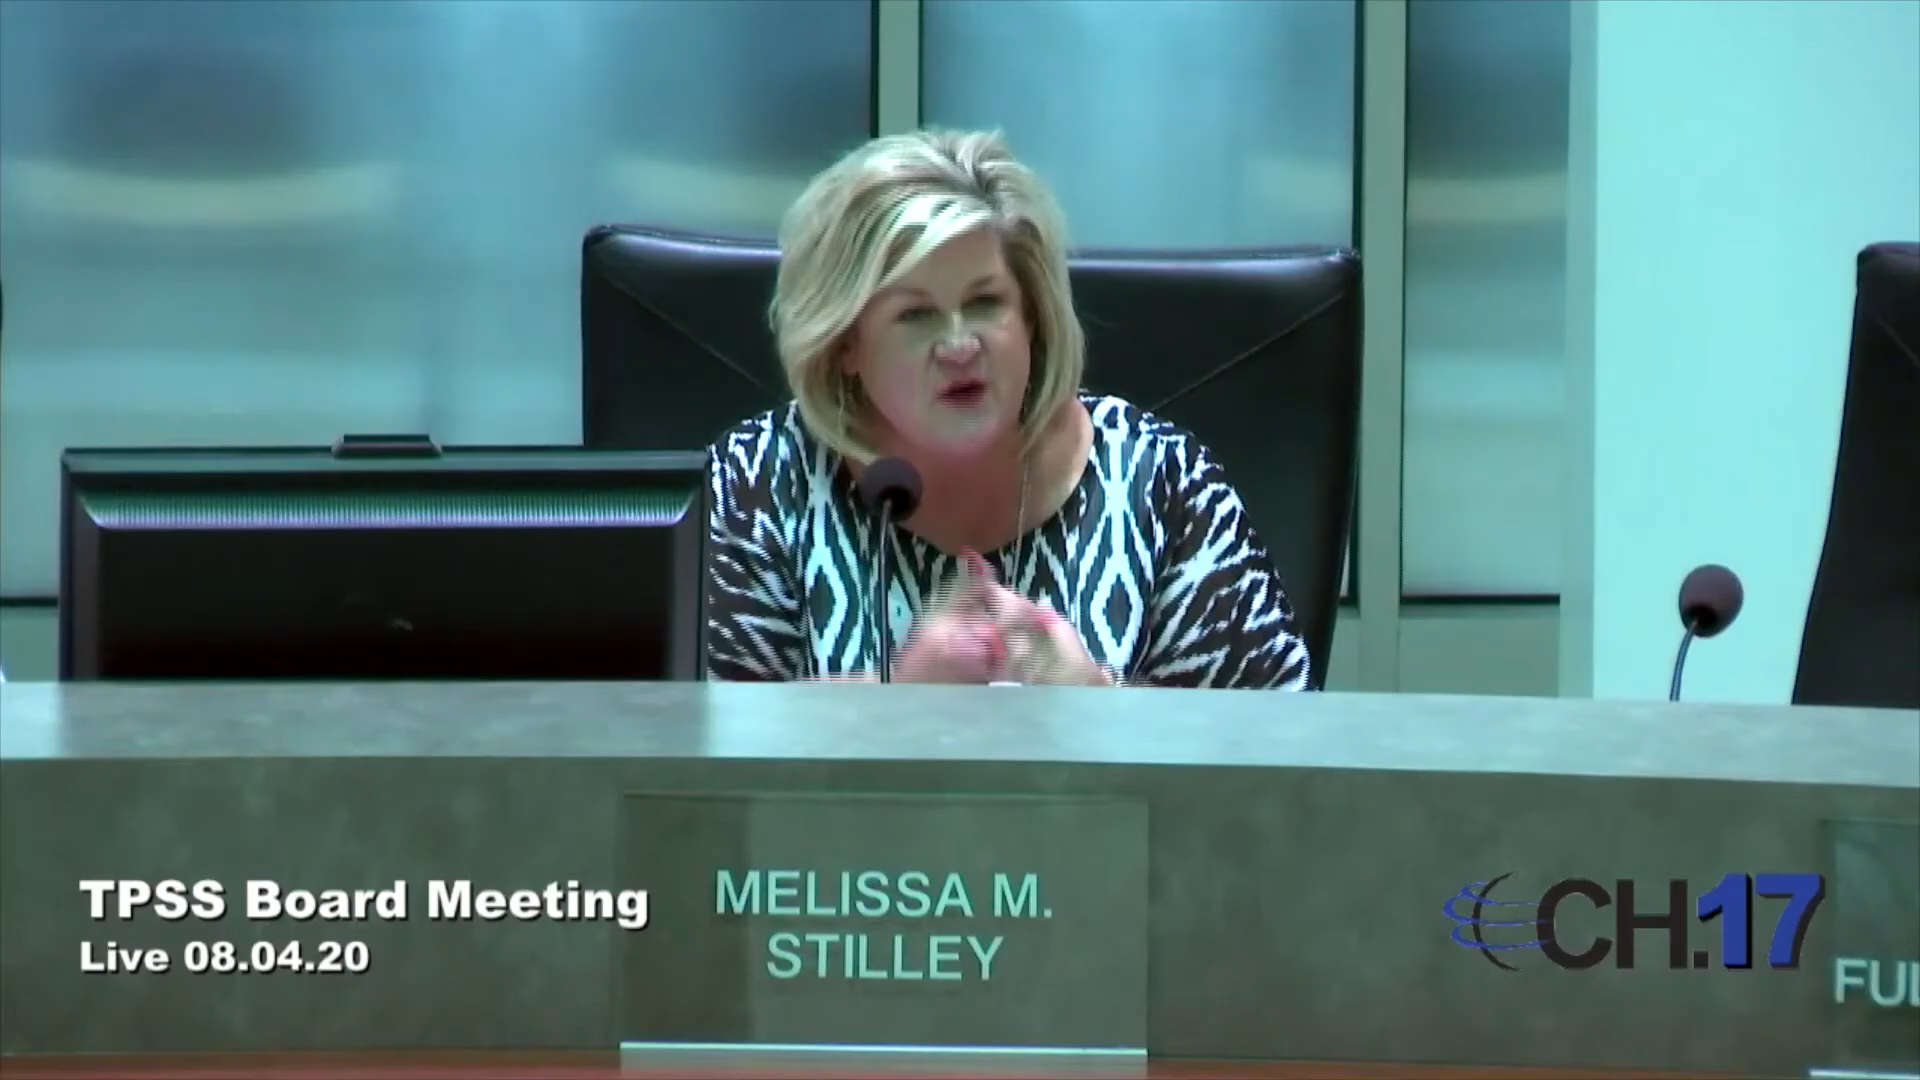 TPSS Board Meeting
Live 08.04.20
MELISSA M.
STILLEY
CH.17